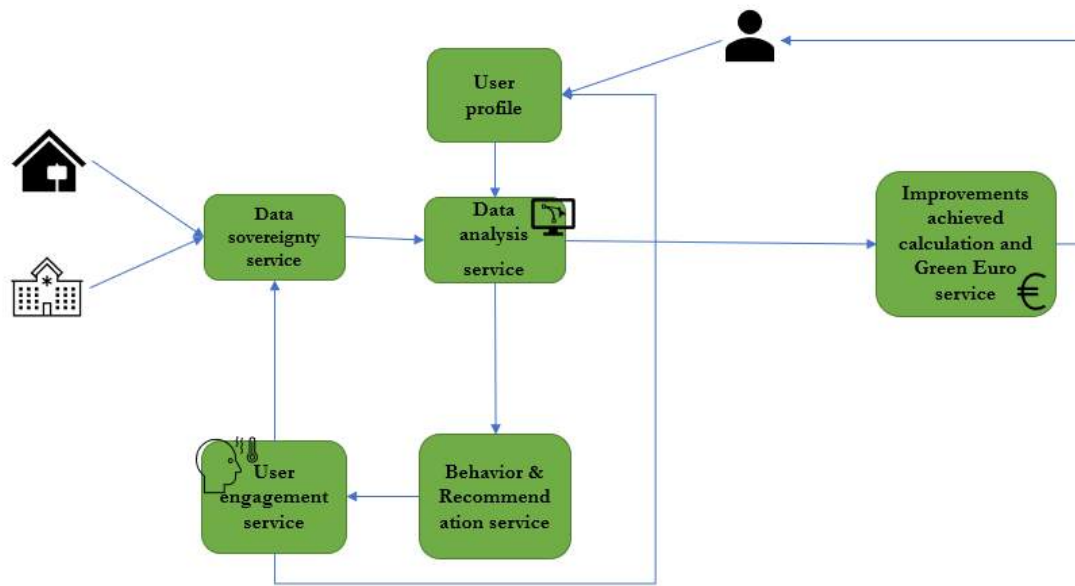 User
profile
Data
sovereignty
service
Data
analysis
service
Improvements
achieved
calculation and
Green Euro
service
€
User
engagement
service
Behavior &
Recommend
ation service